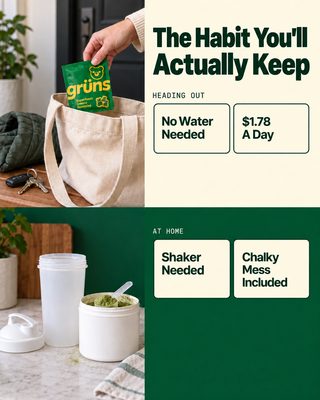 The Habit You'll
Actually Keep
HEADING OUT
No Water
Needed
$1.78
A Day
grüns
AT HOME
Shaker
Needed
Chalky
Mess
Included